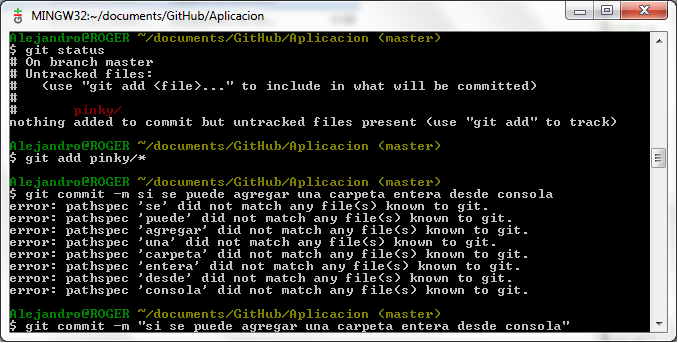 MINGW32:~/documents/GitHub/Aplicacion
Alejandro@ROGER ~/documents/GitHub/Aplicacion (master)
$ git status
# On branch master
# Untracked files:
#   (use "git add <file>..." to include in what will be committed)
#
#       pinky/
nothing added to commit but untracked files present (use "git add" to track)
Alejandro@ROGER ~/documents/GitHub/Aplicacion (master)
$ git add pinky/*
Alejandro@ROGER ~/documents/GitHub/Aplicacion (master)
$ git commit -m si se puede agregar una carpeta entera desde consola
error: pathspec 'se' did not match any file(s) known to git.
error: pathspec 'puede' did not match any file(s) known to git.
error: pathspec 'agregar' did not match any file(s) known to git.
error: pathspec 'una' did not match any file(s) known to git.
error: pathspec 'carpeta' did not match any file(s) known to git.
error: pathspec 'entera' did not match any file(s) known to git.
error: pathspec 'desde' did not match any file(s) known to git.
error: pathspec 'consola' did not match any file(s) known to git.
Alejandro@ROGER ~/documents/GitHub/Aplicacion (master)
$ git commit -m "si se puede agregar una carpeta entera desde consola"